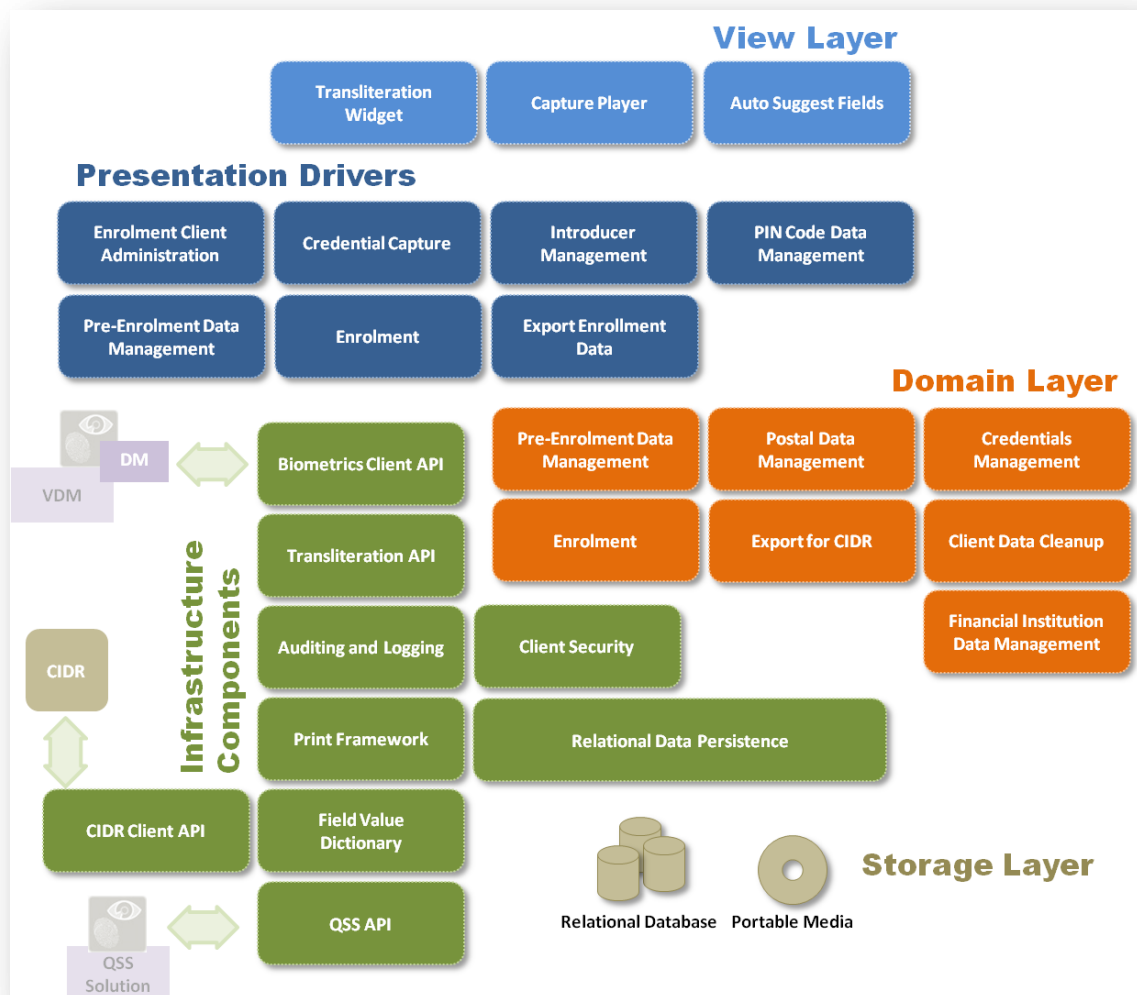 View Layer
Transliteration
Widget
Capture Player
Auto Suggest Fields
Presentation Drivers
Enrolment Client
Administration
Credential Capture
Introducer
Management
PIN Code Data
Management
Pre-Enrolment Data
Management
Enrolment
Export Enrollment
Data
Domain Layer
Pre-Enrolment Data
Management
Postal Data
Management
Credentials
Management
Enrolment
Export for CIDR
Client Data Cleanup
Financial Institution
Data Management
DM
VDM
Biometrics Client API
Transliteration API
Infrastructure
Components
Auditing and Logging
Client Security
CIDR
Print Framework
Relational Data Persistence
CIDR Client API
Field Value
Dictionary
Storage Layer
Relational Database
Portable Media
QSS API
QSS
Solution